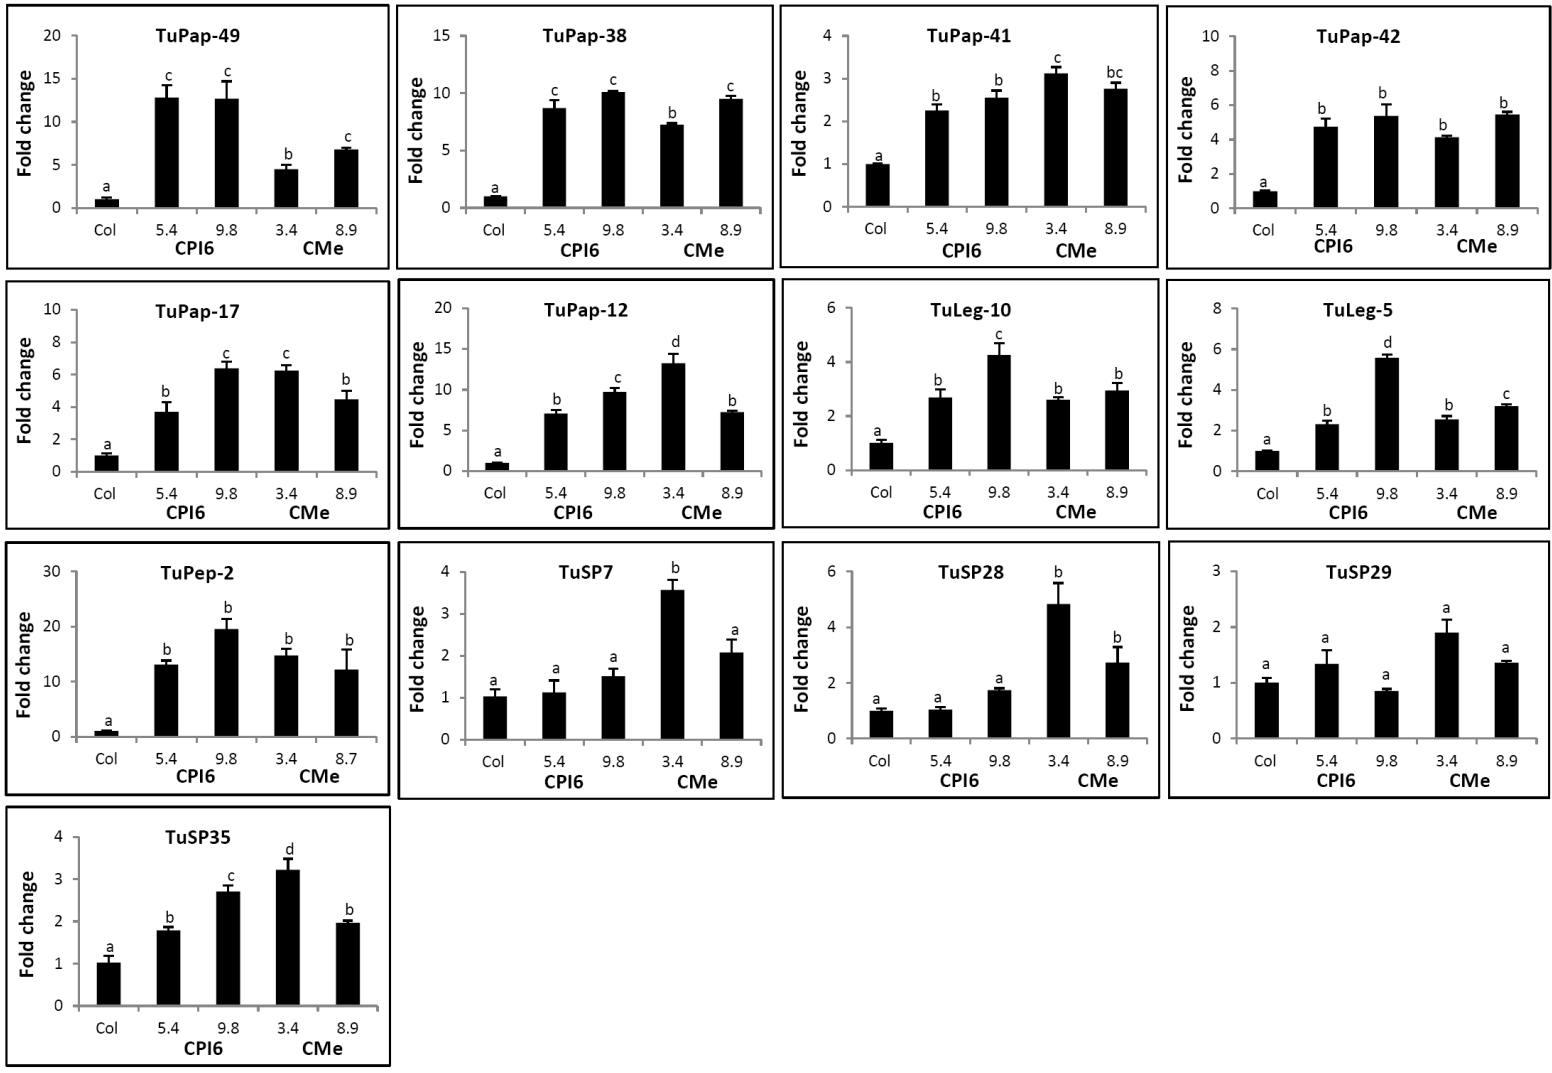 TuPap-49
Fold change
20
15
10
5
0
a
c
c
b
c
Col
5.4
9.8
3.4
8.9
CPI6
CMe
TuPap-38
Fold change
15
10
5
0
a
c
c
b
c
Col
5.4
9.8
3.4
8.9
CPI6
CMe
TuPap-41
Fold change
4
3
2
1
0
a
b
b
c
bc
Col
5.4
9.8
3.4
8.9
CPI6
CMe
TuPap-42
Fold change
10
8
6
4
2
0
a
b
b
b
b
Col
5.4
9.8
3.4
8.9
CPI6
CMe
TuPap-17
Fold change
10
8
6
4
2
0
a
b
c
c
b
Col
5.4
9.8
3.4
8.9
CPI6
CMe
TuPap-12
Fold change
20
15
10
5
0
a
b
c
d
b
Col
5.4
9.8
3.4
8.9
CPI6
CMe
TuLeg-10
Fold change
6
4
2
0
a
b
c
b
b
Col
5.4
9.8
3.4
8.9
CPI6
CMe
TuLeg-5
Fold change
8
6
4
2
0
a
b
d
b
c
Col
5.4
9.8
3.4
8.9
CPI6
CMe
TuPep-2
Fold change
30
20
10
0
a
b
b
b
b
Col
5.4
9.8
3.4
8.7
CPI6
CMe
TuSP7
Fold change
4
3
2
1
0
a
a
a
b
a
Col
5.4
9.8
3.4
8.9
CPI6
CMe
TuSP28
Fold change
6
4
2
0
a
a
a
b
b
Col
5.4
9.8
3.4
8.9
CPI6
CMe
TuSP29
Fold change
3
2
1
0
a
a
a
a
a
Col
5.4
9.8
3.4
8.9
CPI6
CMe
TuSP35
Fold change
4
3
2
1
0
a
b
c
d
b
Col
5.4
9.8
3.4
8.9
CPI6
CMe